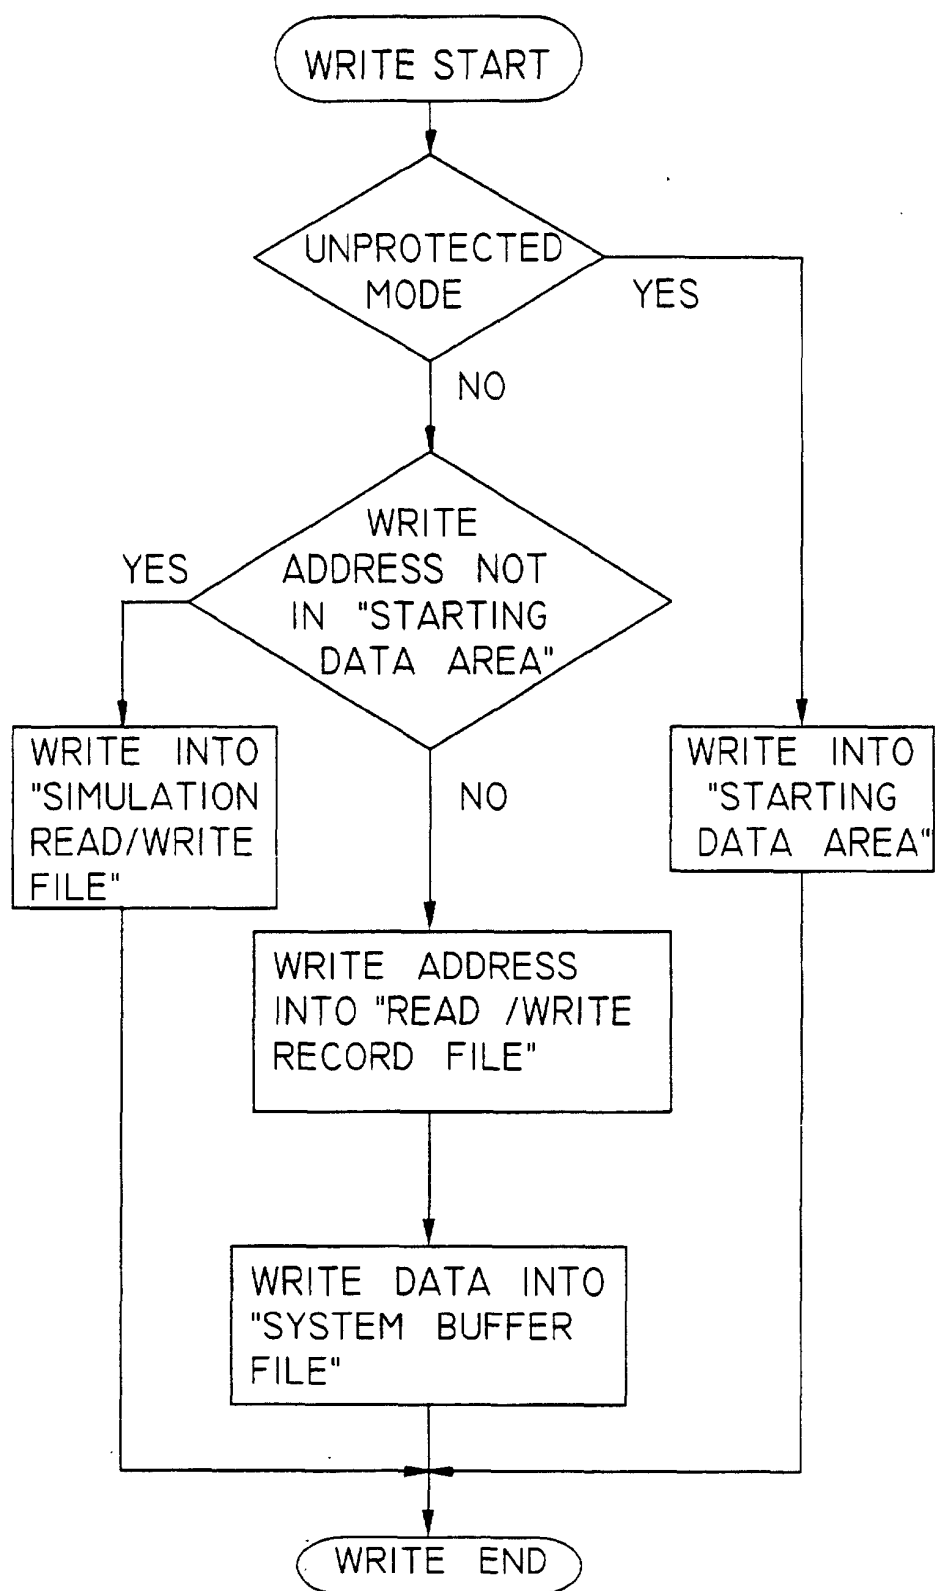 WRITE START
UNPROTECTED
MODE
YES
NO
WRITE
ADDRESS NOT
IN "STARTING
DATA AREA"
YES
NO
WRITE INTO
"SIMULATION
READ/WRITE
FILE"
WRITE INTO
"STARTING
DATA AREA"
WRITE ADDRESS
INTO "READ /WRITE
RECORD FILE"
WRITE DATA INTO
"SYSTEM BUFFER
FILE"
WRITE END